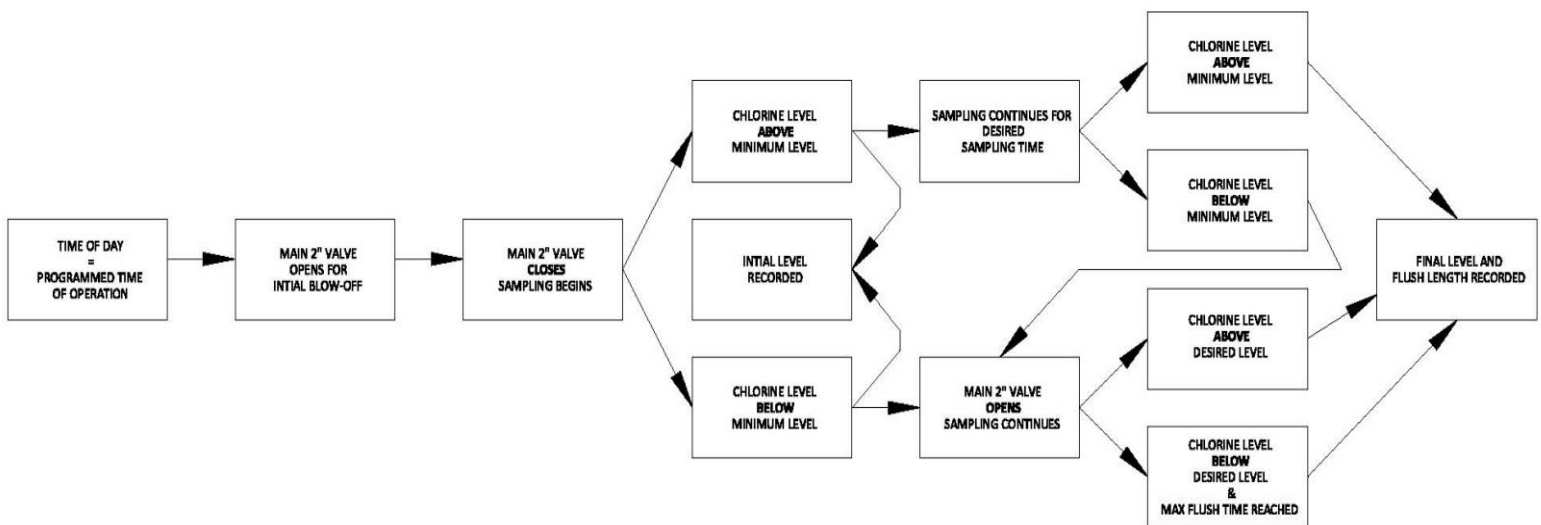 TIME OF DAY
=
PROGRAMMED TIME
OF OPERATION
MAIN 2" VALVE
OPENS FOR
INTIAL BLOW-OFF
MAIN 2" VALVE
CLOSES
SAMPLING BEGINS
CHLORINE LEVEL
ABOVE
MINIMUM LEVEL
INTIAL LEVEL
RECORDED
CHLORINE LEVEL
BELOW
MINIMUM LEVEL
SAMPLING CONTINUES FOR
DESIRED
SAMPLING TIME
MAIN 2" VALVE
OPENS
SAMPLING CONTINUES
CHLORINE LEVEL
ABOVE
MINIMUM LEVEL
CHLORINE LEVEL
BELOW
MINIMUM LEVEL
CHLORINE LEVEL
ABOVE
DESIRED LEVEL
CHLORINE LEVEL
BELOW
DESIRED LEVEL
&
MAX FLUSH TIME REACHED
FINAL LEVEL AND
FLUSH LENGTH RECORDED